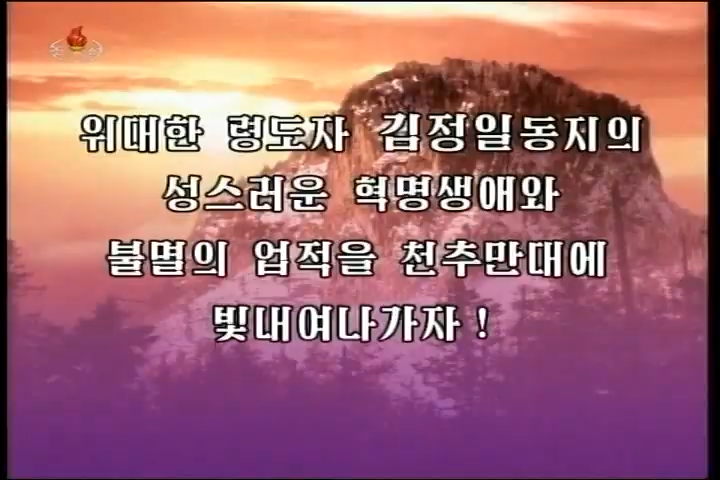 위대한 령도자 김정일동지의
성스러운 혁명생애와
불멸의 업적을 천추만대에
빛내여나가자!